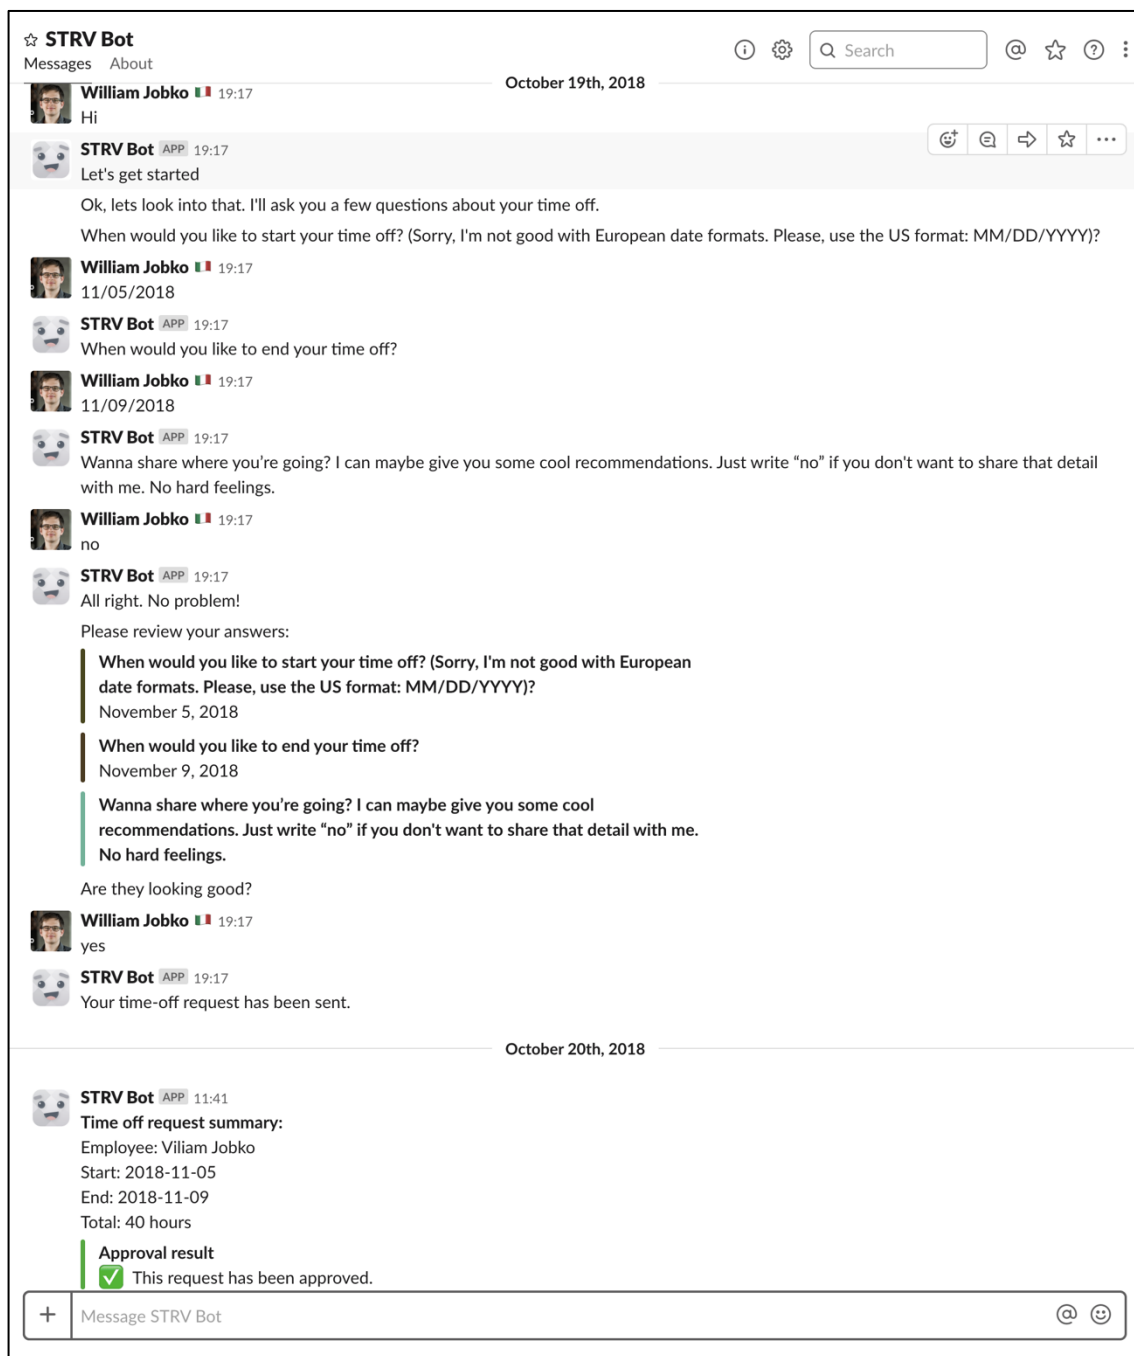 STRV Bot
Messages About
Search
October 19th, 2018
William Jobko 19:17
Hi
STRV Bot APP 19:17
Let's get started
Ok, lets look into that. I'll ask you a few questions about your time off.
When would you like to start your time off? (Sorry, I'm not good with European date formats. Please, use the US format: MM/DD/YYYY)?
William Jobko 19:17
11/05/2018
STRV Bot APP 19:17
When would you like to end your time off?
William Jobko 19:17
11/09/2018
STRV Bot APP 19:17
Wanna share where you’re going? I can maybe give you some cool recommendations. Just write “no” if you don't want to share that detail
with me. No hard feelings.
William Jobko 19:17
no
STRV Bot APP 19:17
All right. No problem!
Please review your answers:
When would you like to start your time off? (Sorry, I'm not good with European
date formats. Please, use the US format: MM/DD/YYYY)?
November 5, 2018
When would you like to end your time off?
November 9, 2018
Wanna share where you’re going? I can maybe give you some cool
recommendations. Just write “no” if you don't want to share that detail with me.
No hard feelings.
Are they looking good?
William Jobko 19:17
yes
STRV Bot APP 19:17
Your time-off request has been sent.
October 20th, 2018
STRV Bot APP 11:41
Time off request summary:
Employee: Viliam Jobko
Start: 2018-11-05
End: 2018-11-09
Total: 40 hours
Approval result
This request has been approved.
Message STRV Bot